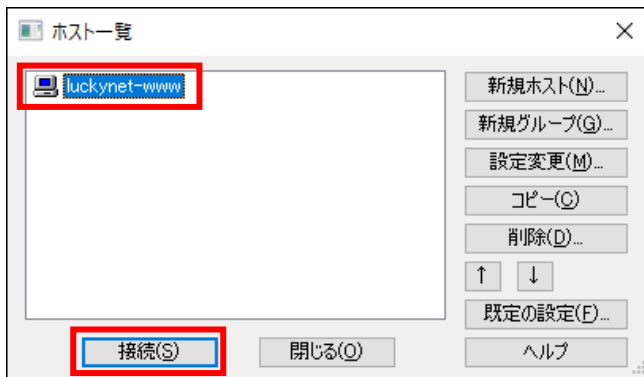 ホスト一覧
luckynet-www
新規ホスト(N)...
新規グループ(G)...
設定変更(M)...
コピー(C)
削除(D)...
↑ ↓
既定の設定(F)...
接続(S) 閉じる(O) ヘルプ